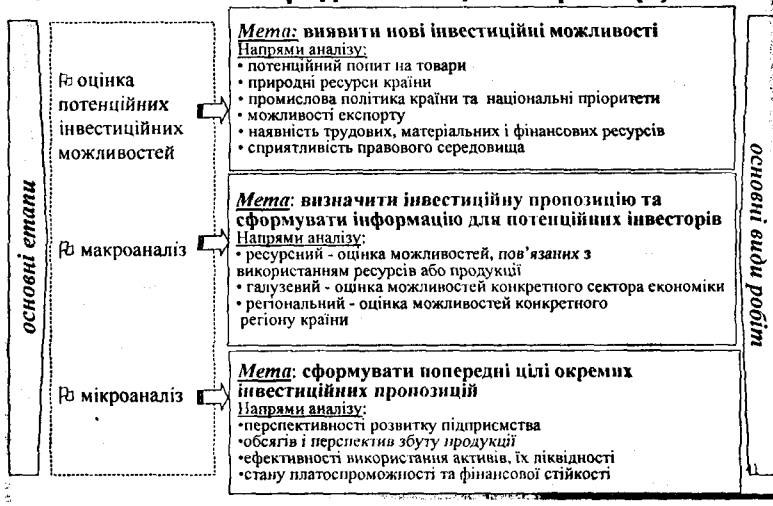 основні етапи
оцінка
потенційних
інвестиційних
можливостей
Мета: виявити нові інвестиційні можливості
Напрями аналізу:
• потенційний попит на товари
• природні ресурси країни
• промислова політика країни та національні пріоритети
• можливості експорту
• наявність трудових, матеріальних і фінансових ресурсів
• сприятливість правового середовища
макроаналіз
Мета: визначити інвестиційну пропозицію та
сформувати інформацію для потенційних інвесторів
Напрями аналізу:
• ресурсний - оцінка можливостей, пов'язаних з
використанням ресурсів або продукції
• галузевий - оцінка можливостей конкретного сектора економіки
• регіональний - оцінка можливостей конкретного
регіону країни
мікроаналіз
Мета: сформувати попередні цілі окремих
інвестиційних пропозицій
Напрями аналізу:
•перспективності розвитку підприємства
•обсягів і перспектив збуту продукції
•ефективності використання активів, їх ліквідності
•стану платоспроможності та фінансової стійкості
основні види робіт